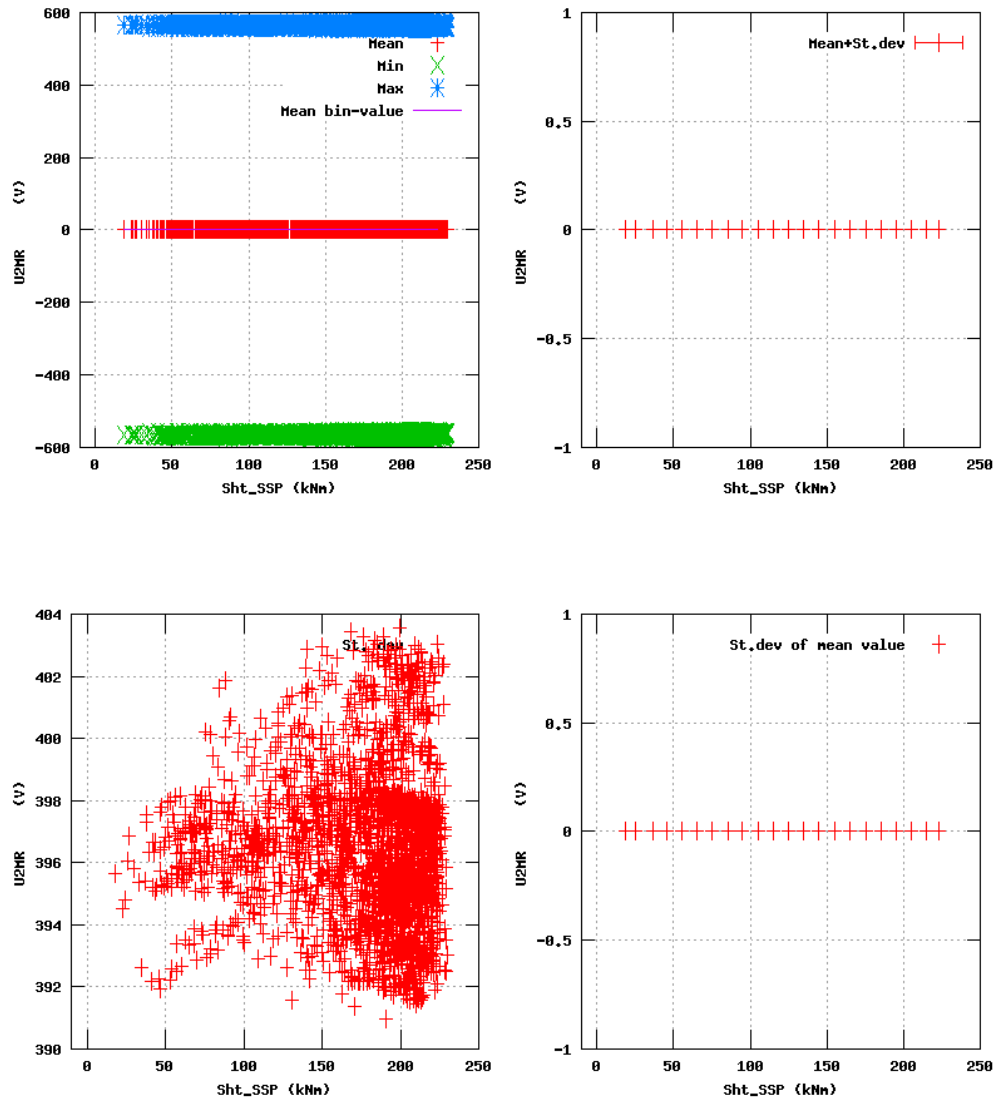 600
400
200
0
-200
-400
-600
U2MR (V)
Mean
Min
Max
Mean bin-value
0 50 100 150 200 250
Sht_SSP (kNm)
1
0.5
0
-0.5
-1
U2MR (V)
Mean+St.dev
0 50 100 150 200 250
Sht_SSP (kNm)
404
402
400
398
396
394
392
390
U2MR (V)
St. dev
0 50 100 150 200 250
Sht_SSP (kNm)
1
0.5
0
-0.5
-1
U2MR (V)
St.dev of mean value
0 50 100 150 200 250
Sht_SSP (kNm)